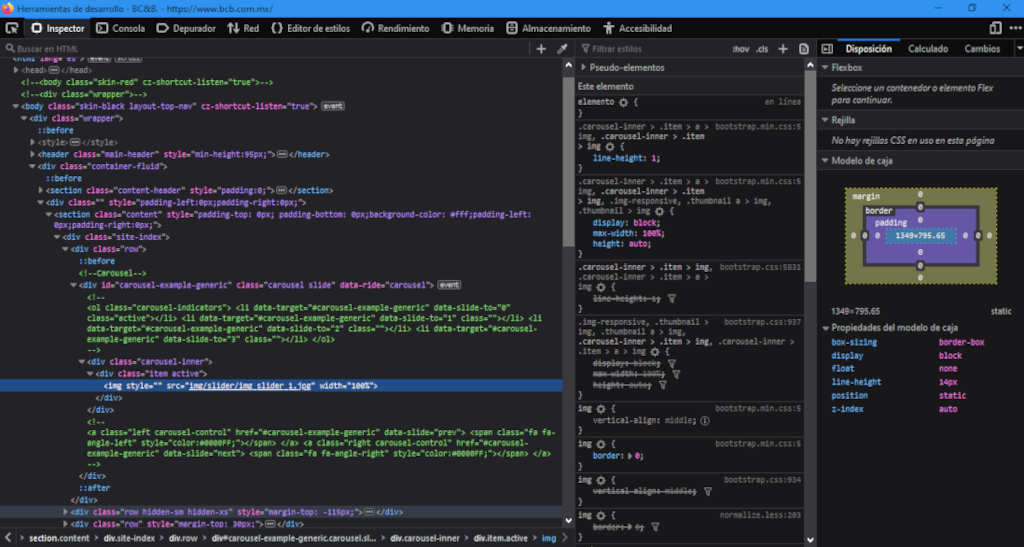 Herramientas de desarrollo - BC&B. - https://www.bcb.com.mx/
Inspector Consola Depurador Red Editor de estilos Rendimiento Memoria Almacenamiento Accesibilidad
Buscar en HTML
<html lang="es"> event scroll
<head> </head>
<!--<body class="skin-red" cz-shortcut-listen="true">-->
<!--<div class="wrapper">-->
<body class="skin-black layout-top-nav" cz-shortcut-listen="true"> event
<div class="wrapper">
::before
<style> </style>
<header class="main-header" style="min-height:95px;"> </header>
<div class="container-fluid">
::before
<section class="content-header" style="padding:0;"> </section>
<div class="" style="padding-left:0px;padding-right:0px;">
<section class="content" style="padding-top: 0px; padding-bottom: 0px;background-color: #fff;padding-left:
0px;padding-right:0px;">
<div class="site-index">
<div class="row">
::before
<!--Carousel-->
<div id="carousel-example-generic" class="carousel slide" data-ride="carousel"> event
<!--
<ol class="carousel-indicators"> <li data-target="#carousel-example-generic" data-slide-to="0"
class="active"></li> <li data-target="#carousel-example-generic" data-slide-to="1" class=""></li> <li
data-target="#carousel-example-generic" data-slide-to="2" class=""></li> <li data-target="#carousel-
example-generic" data-slide-to="3" class=""></li> </ol>
-->
<div class="carousel-inner">
<div class="item active">
<img style="" src="img/slider/img_slider_1.jpg" width="100%">
</div>
</div>
<!--
<a class="left carousel-control" href="#carousel-example-generic" data-slide="prev"> <span class="fa fa-
angle-left" style="color:#0000FF;"></span> </a> <a class="right carousel-control" href="#carousel-
example-generic" data-slide="next"> <span class="fa fa-angle-right" style="color:#0000FF;"></span> </a>
-->
</div>
::after
</div>
<div class="row hidden-sm hidden-xs" style="margin-top: -115px;"> </div>
<div class="row" style="margin-top: 30px;"> </div>
section.content div.site-index div.row div#carousel-example-generic.carousel.sl... div.carousel-inner div.item.active img
Filtrar estilos :hov .cls
Pseudo-elementos
Este elemento
elemento { en línea
}
.carousel-inner > .item > a > bootstrap.min.css:5
img, .carousel-inner > .item
> img {
line-height: 1;
}
.carousel-inner > .item > a > bootstrap.min.css:5
img, .carousel-inner > .item
> img, .img-responsive, .thumbnail a > img,
.thumbnail > img {
display: block;
max-width: 100%;
height: auto;
}
.carousel-inner > .item > img, bootstrap.css:5831
.carousel-inner > .item > a >
img {
line-height: 1;
}
.img-responsive, .thumbnail > bootstrap.css:937
img, .thumbnail a > img,
.carousel-inner > .item > img, .carousel-inner >
.item > a > img {
display: block;
max-width: 100%;
height: auto;
}
img { bootstrap.min.css:5
vertical-align: middle;
}
img { bootstrap.min.css:5
border: 0;
}
img { bootstrap.css:934
vertical-align: middle;
}
img { normalize.less:203
border: 0;
Disposición Calculado Cambios
Flexbox
Seleccione un contenedor o elemento Flex
para continuar.
Rejilla
No hay rejillas CSS en uso en esta página
Modelo de caja
margin 0
border 0
padding 0
0 0 0 1349×795.65 0 0 0
0
0
0
1349×795.65 static
Propiedades del modelo de caja
box-sizing border-box
display block
float none
line-height 14px
position static
z-index auto